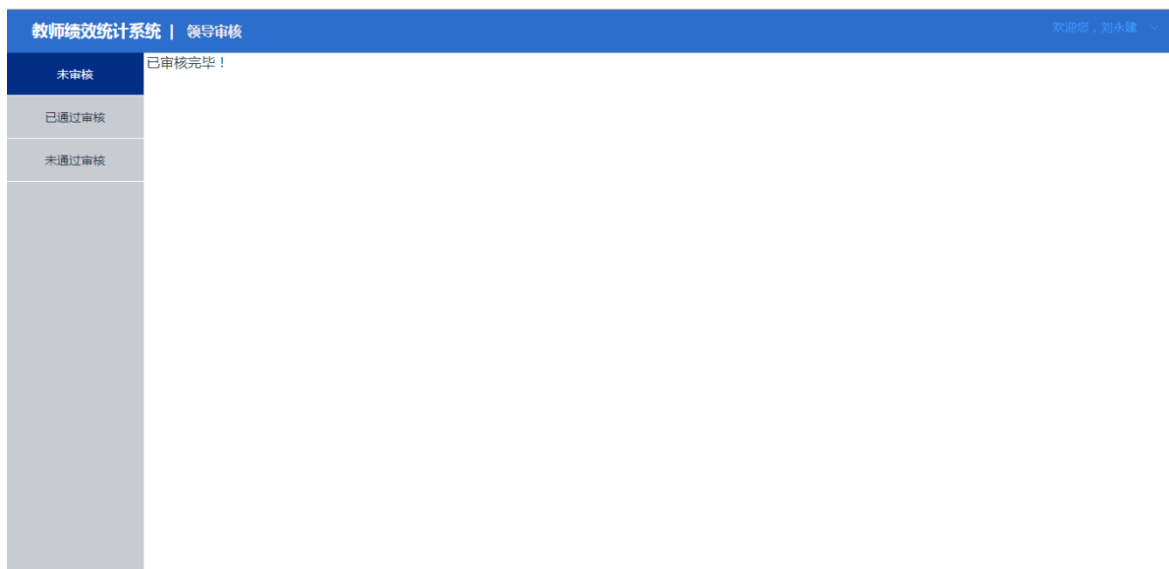 教师绩效统计系统 | 领导审核
欢迎您，刘永建
未审核
已审核完毕！
已通过审核
未通过审核